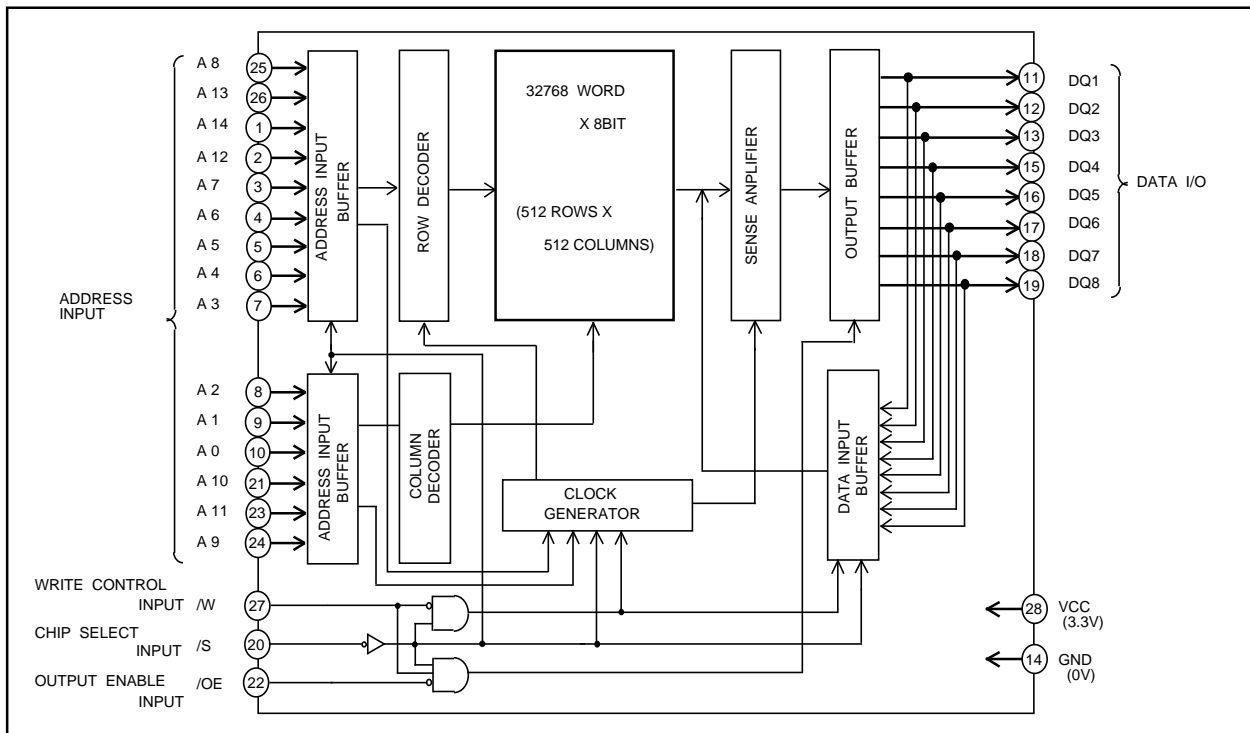 ADDRESS
INPUT
A 8 25
A 13 26
A 14 1
A 12 2
A 7 3
A 6 4
A 5 5
A 4 6
A 3 7
A 2 8
A 1 9
A 0 10
A 10 21
A 11 23
A 9 24
WRITE CONTROL
INPUT /W 27
CHIP SELECT
INPUT /S 20
OUTPUT ENABLE /OE 22
INPUT
ADDRESS INPUT
BUFFER
ROW DECODER
32768 WORD
X 8BIT
(512 ROWS X
512 COLUMNS)
SENSE ANPLIFIER
OUTPUT BUFFER
ADDRESS INPUT
BUFFER
COLUMN
DECODER
CLOCK
GENERATOR
DATA INPUT
BUFFER
11 DQ1
12 DQ2
13 DQ3
15 DQ4
16 DQ5
17 DQ6
18 DQ7
19 DQ8
DATA I/O
28 VCC
(3.3V)
14 GND
(0V)